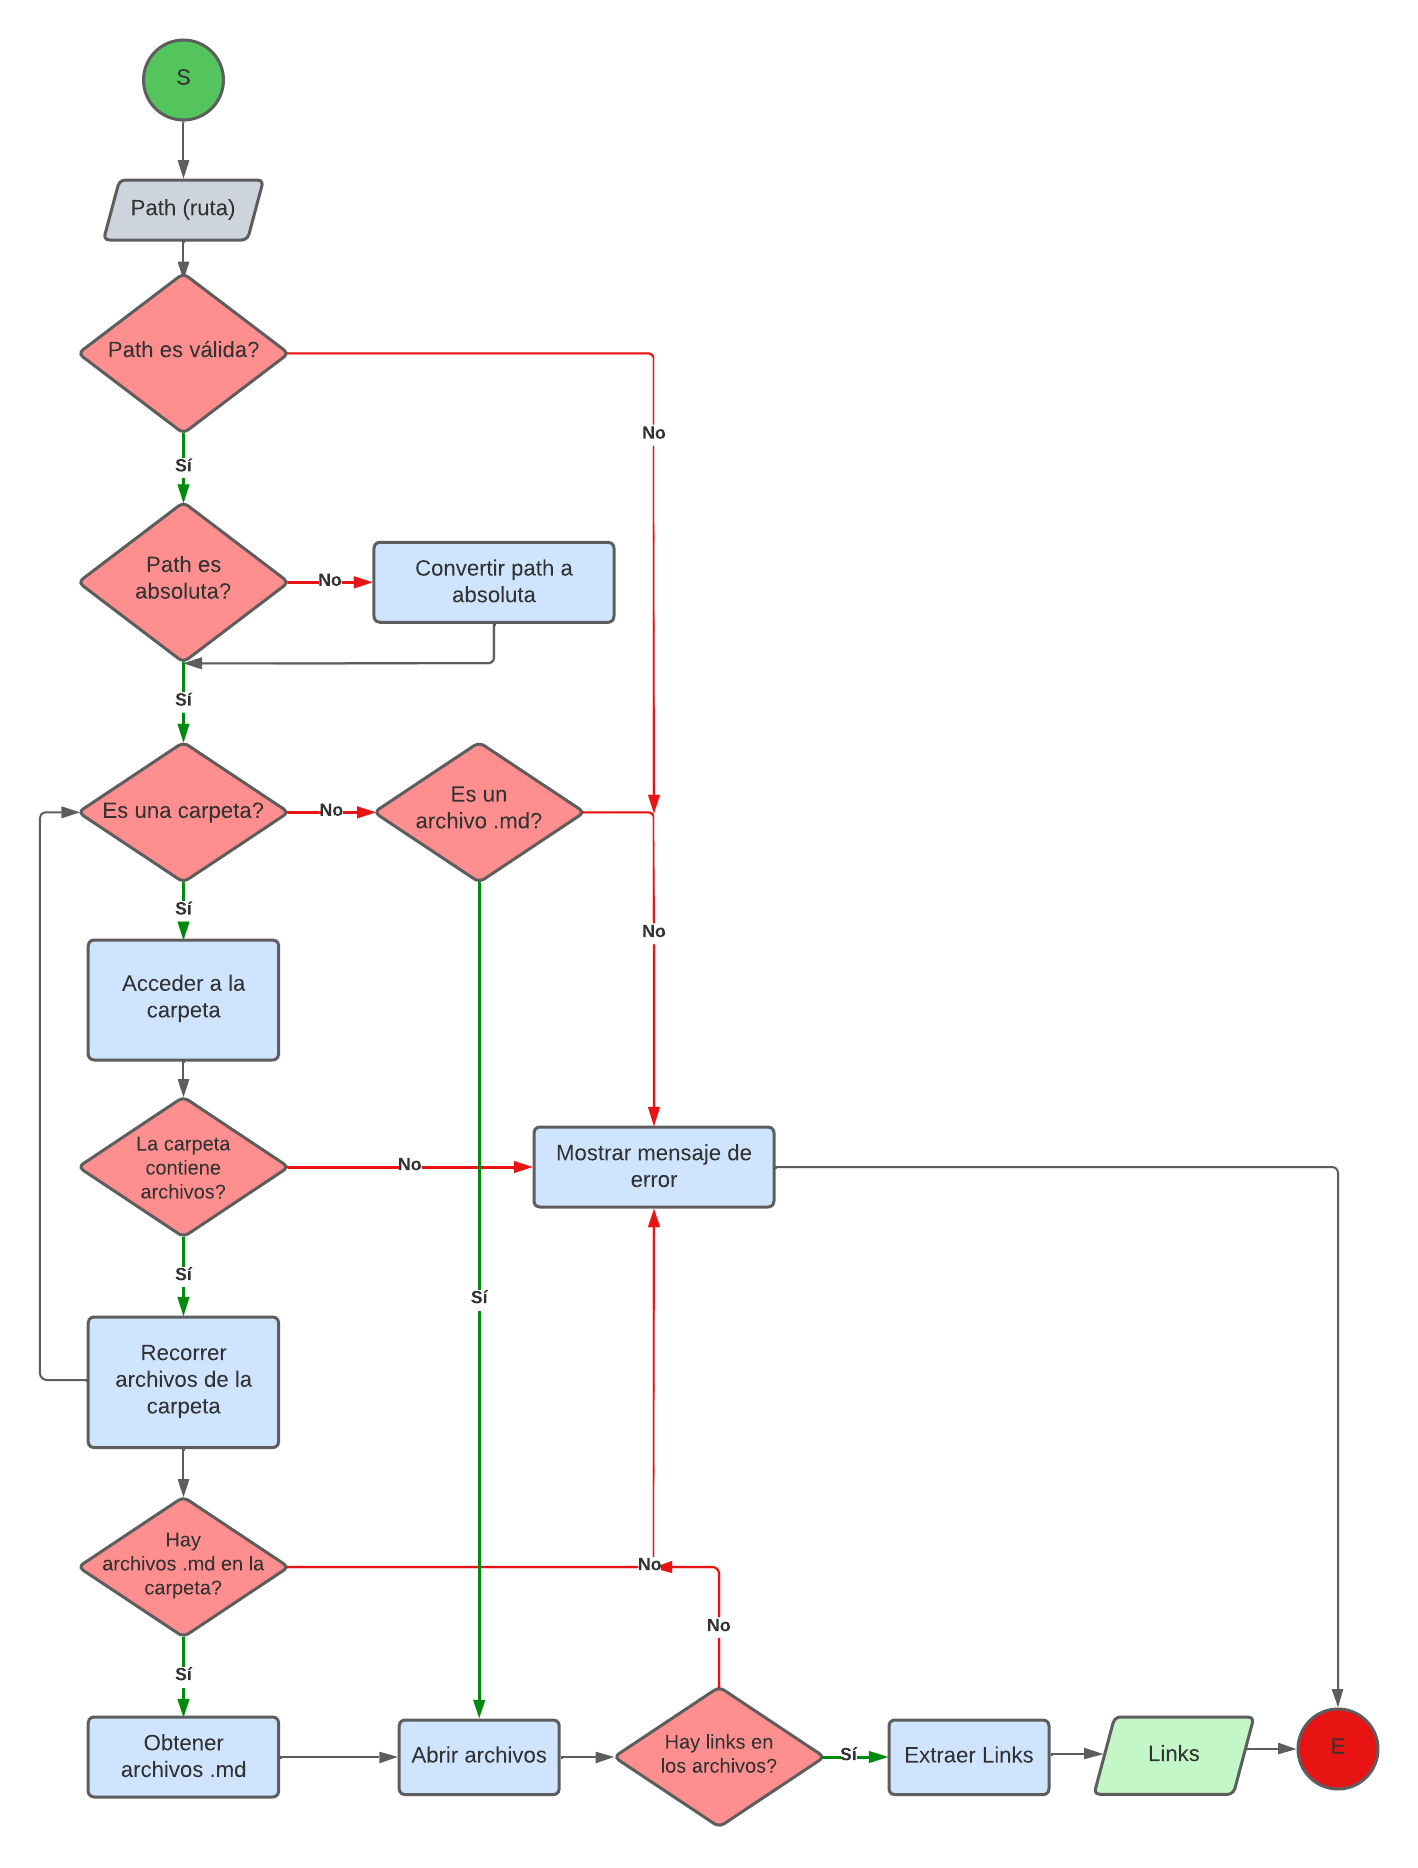 S
Path (ruta)
Path es válida?
No
Sí
Path es
absoluta?
No
Convertir path a
absoluta
Sí
Es una carpeta?
No
Es un
archivo .md?
Sí
No
Acceder a la
carpeta
La carpeta
contiene
archivos?
No
Mostrar mensaje de
error
Sí
Sí
Recorrer
archivos de la
carpeta
Hay
archivos .md en la
carpeta?
No
No
Sí
Obtener
archivos .md
Abrir archivos
Hay links en
los archivos?
Sí
Extraer Links
Links
E